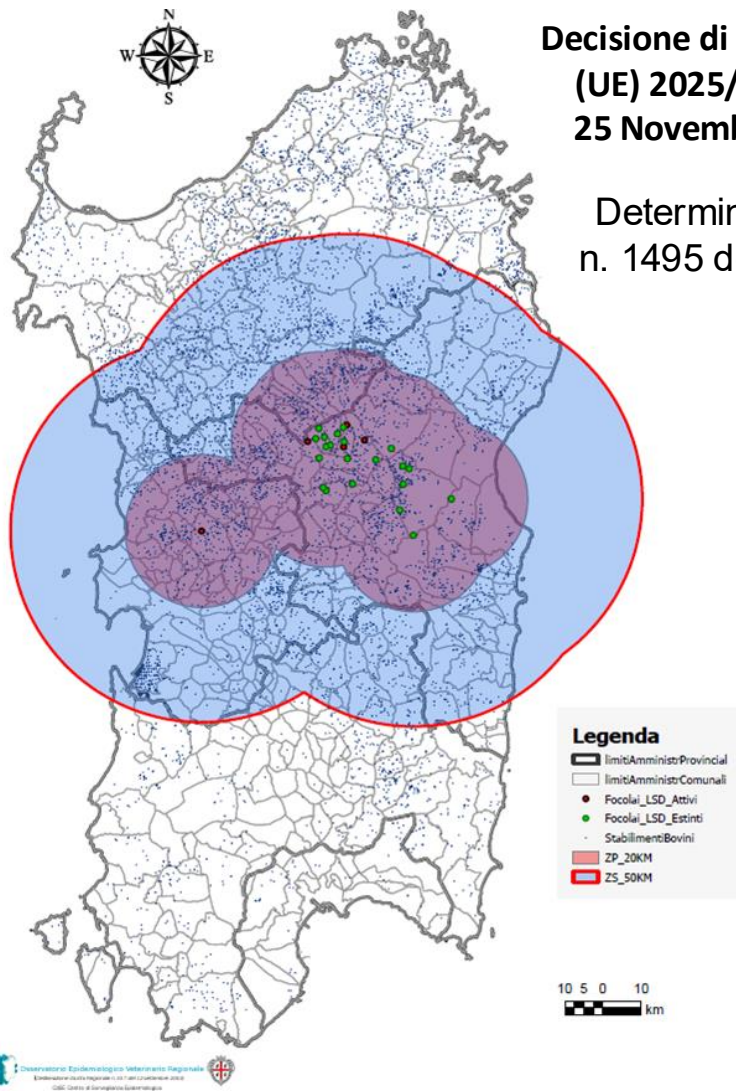 N
W E
S
Decisione di
(UE) 2025/
25 Novemb
Determin
n. 1495 d
Legenda
limitiAmministrProvincial
limitiAmministrComunali
Focolai_LSD_Attivi
Focolai_LSD_Estinti
StabilimentiBovini
ZP_20KM
ZS_50KM
10 5 0 10
km
Osservatorio Epidemiologico Veterinario Regionale